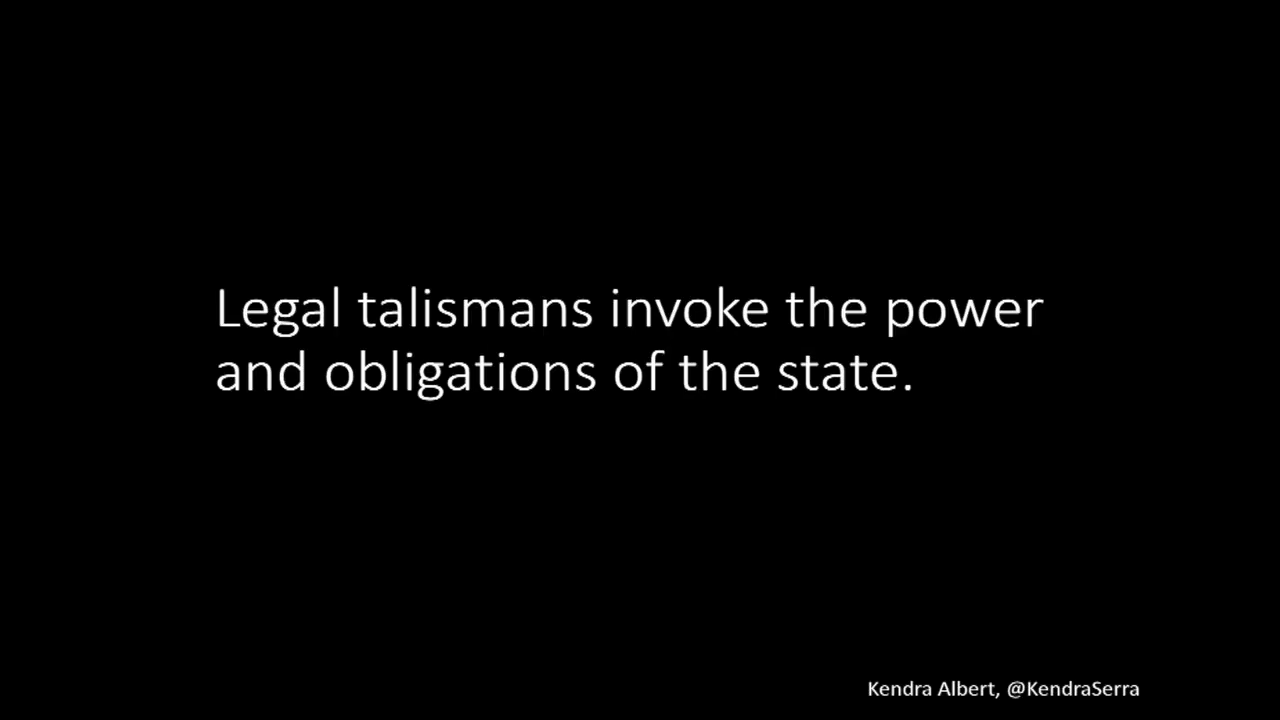 Legal talismans invoke the power
and obligations of the state.
Kendra Albert, @KendraSerra